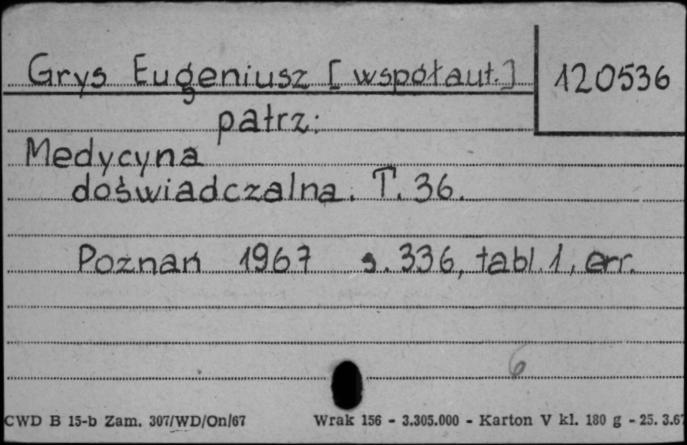 Grys Eugeniusz [współaut.] 120536
patrz:
Medycyna
doświadczalna. T. 36.
Poznań 1967 s. 336, tabl. 1, err.
6
CWD B 15-b Zam. 307/WD/On/67 Wrak 156 - 3.305.000 - Karton V kl. 180 g - 25. 3.67